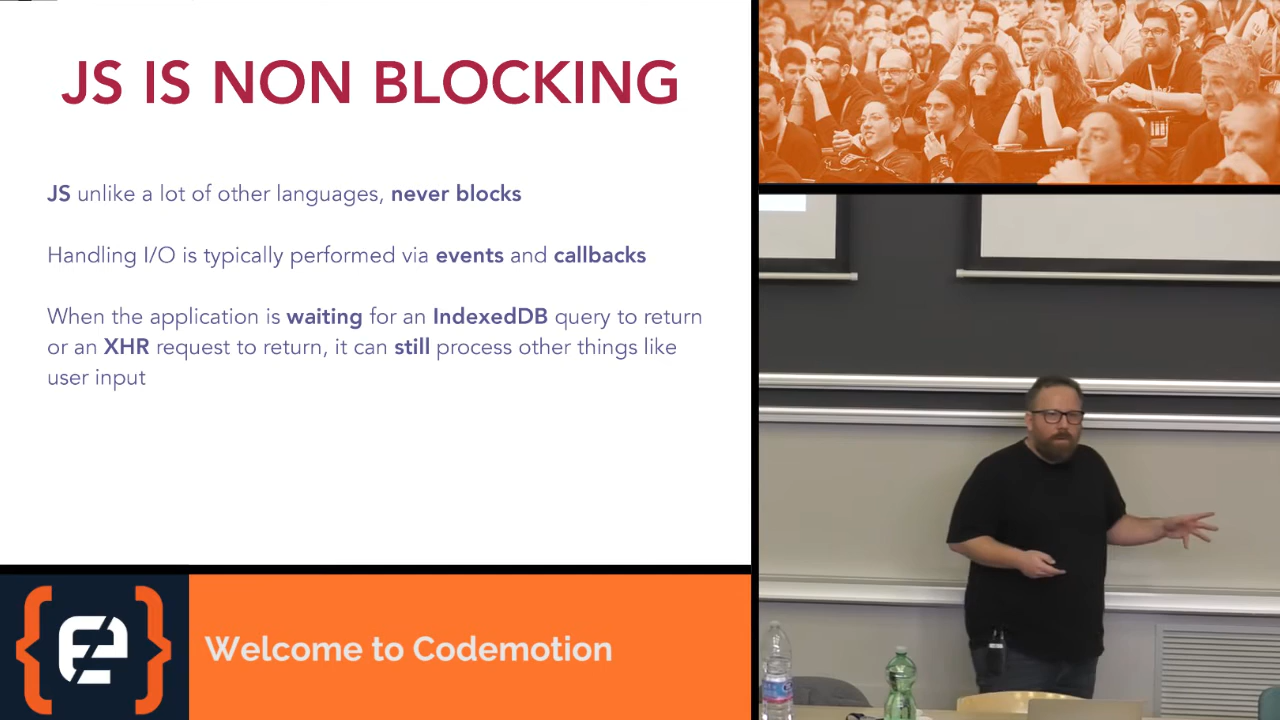 JS IS NON BLOCKING
JS unlike a lot of other languages, never blocks
Handling I/O is typically performed via events and callbacks
When the application is waiting for an IndexedDB query to return
or an XHR request to return, it can still process other things like
user input
Welcome to Codemotion